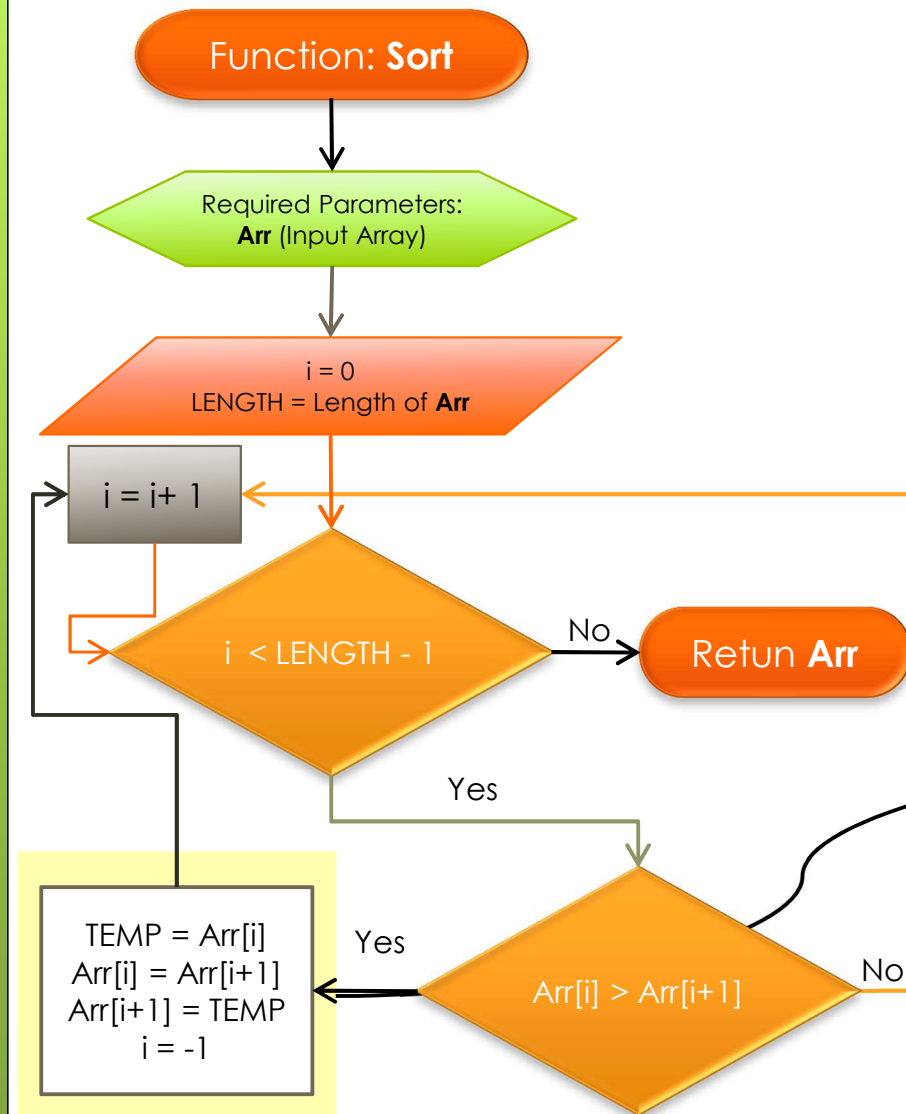 Function: Sort
Required Parameters:
Arr (Input Array)
i = 0
LENGTH = Length of Arr
i = i+ 1
i < LENGTH - 1
No
Retun Arr
Yes
TEMP = Arr[i]
Arr[i] = Arr[i+1]
Arr[i+1] = TEMP
i = -1
Yes
Arr[i] > Arr[i+1]
No